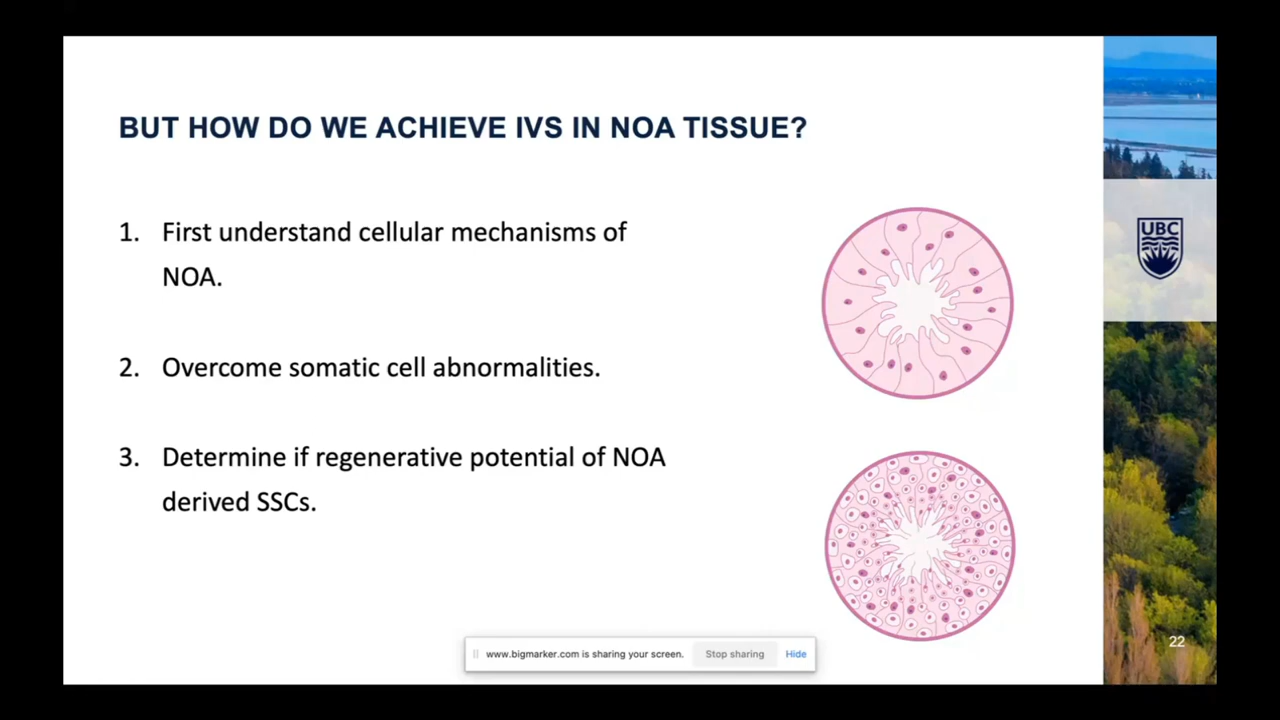 BUT HOW DO WE ACHIEVE IVS IN NOA TISSUE?
1. First understand cellular mechanisms of
NOA.
2. Overcome somatic cell abnormalities.
3. Determine if regenerative potential of NOA
derived SSCs.
UBC
22
www.bigmarker.com is sharing your screen. Stop sharing Hide